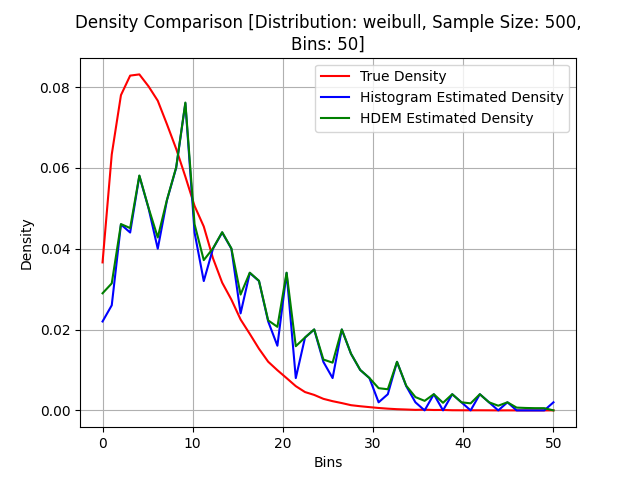 Density Comparison [Distribution: weibull, Sample Size: 500,
Bins: 50]
True Density
Histogram Estimated Density
HDEM Estimated Density
Density
0.08
0.06
0.04
0.02
0.00
0 10 20 30 40 50
Bins